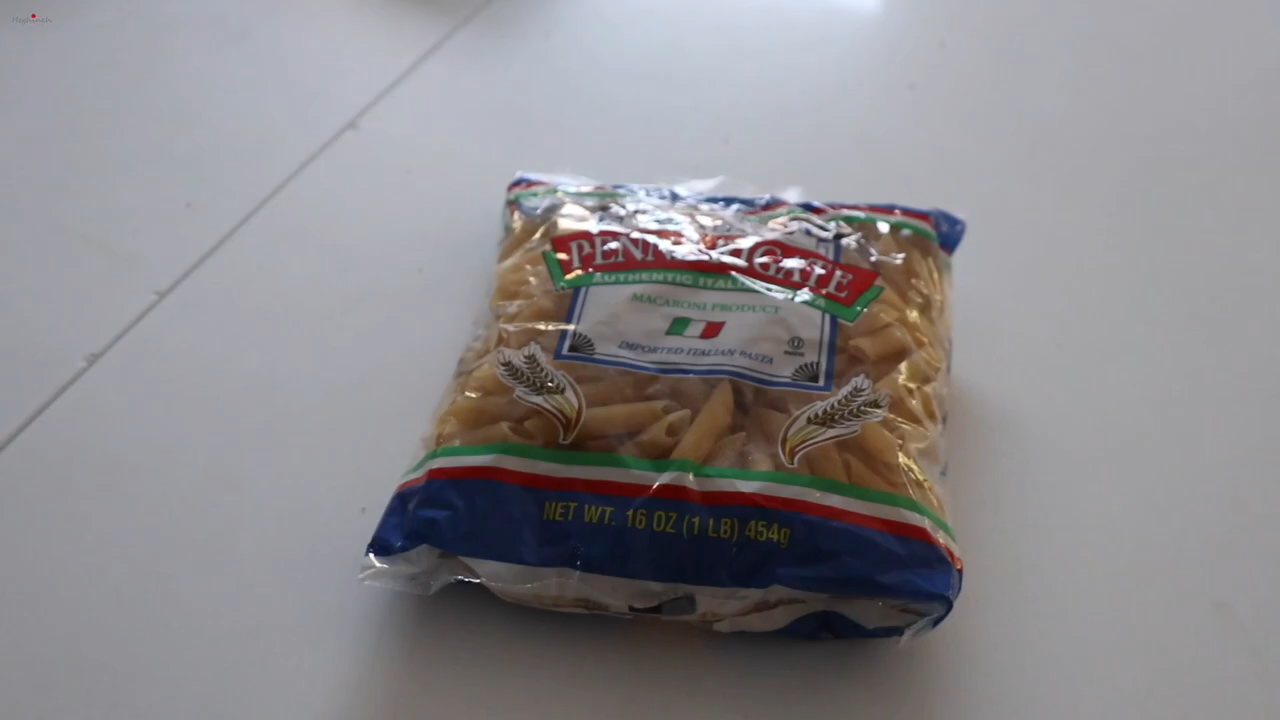 PENNE RIGATE
AUTHENTIC ITALIAN PASTA
MACARONI PRODUCT
IMPORTED ITALIAN PASTA
NET WT. 16 OZ (1 LB) 454g